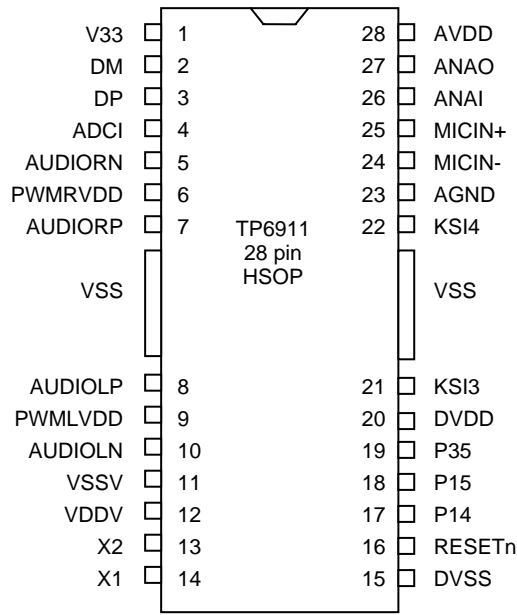 V33 1 28 AVDD
DM 2 27 ANAO
DP 3 26 ANAI
ADCI 4 25 MICIN+
AUDIORN 5 24 MICIN-
PWMRVDD 6 23 AGND
AUDIORP 7 TP6911 22 KSI4
28 pin
HSOP
VSS VSS
AUDIOLP 8 21 KSI3
PWMLVDD 9 20 DVDD
AUDIOLN 10 19 P35
VSSV 11 18 P15
VDDV 12 17 P14
X2 13 16 RESETn
X1 14 15 DVSS